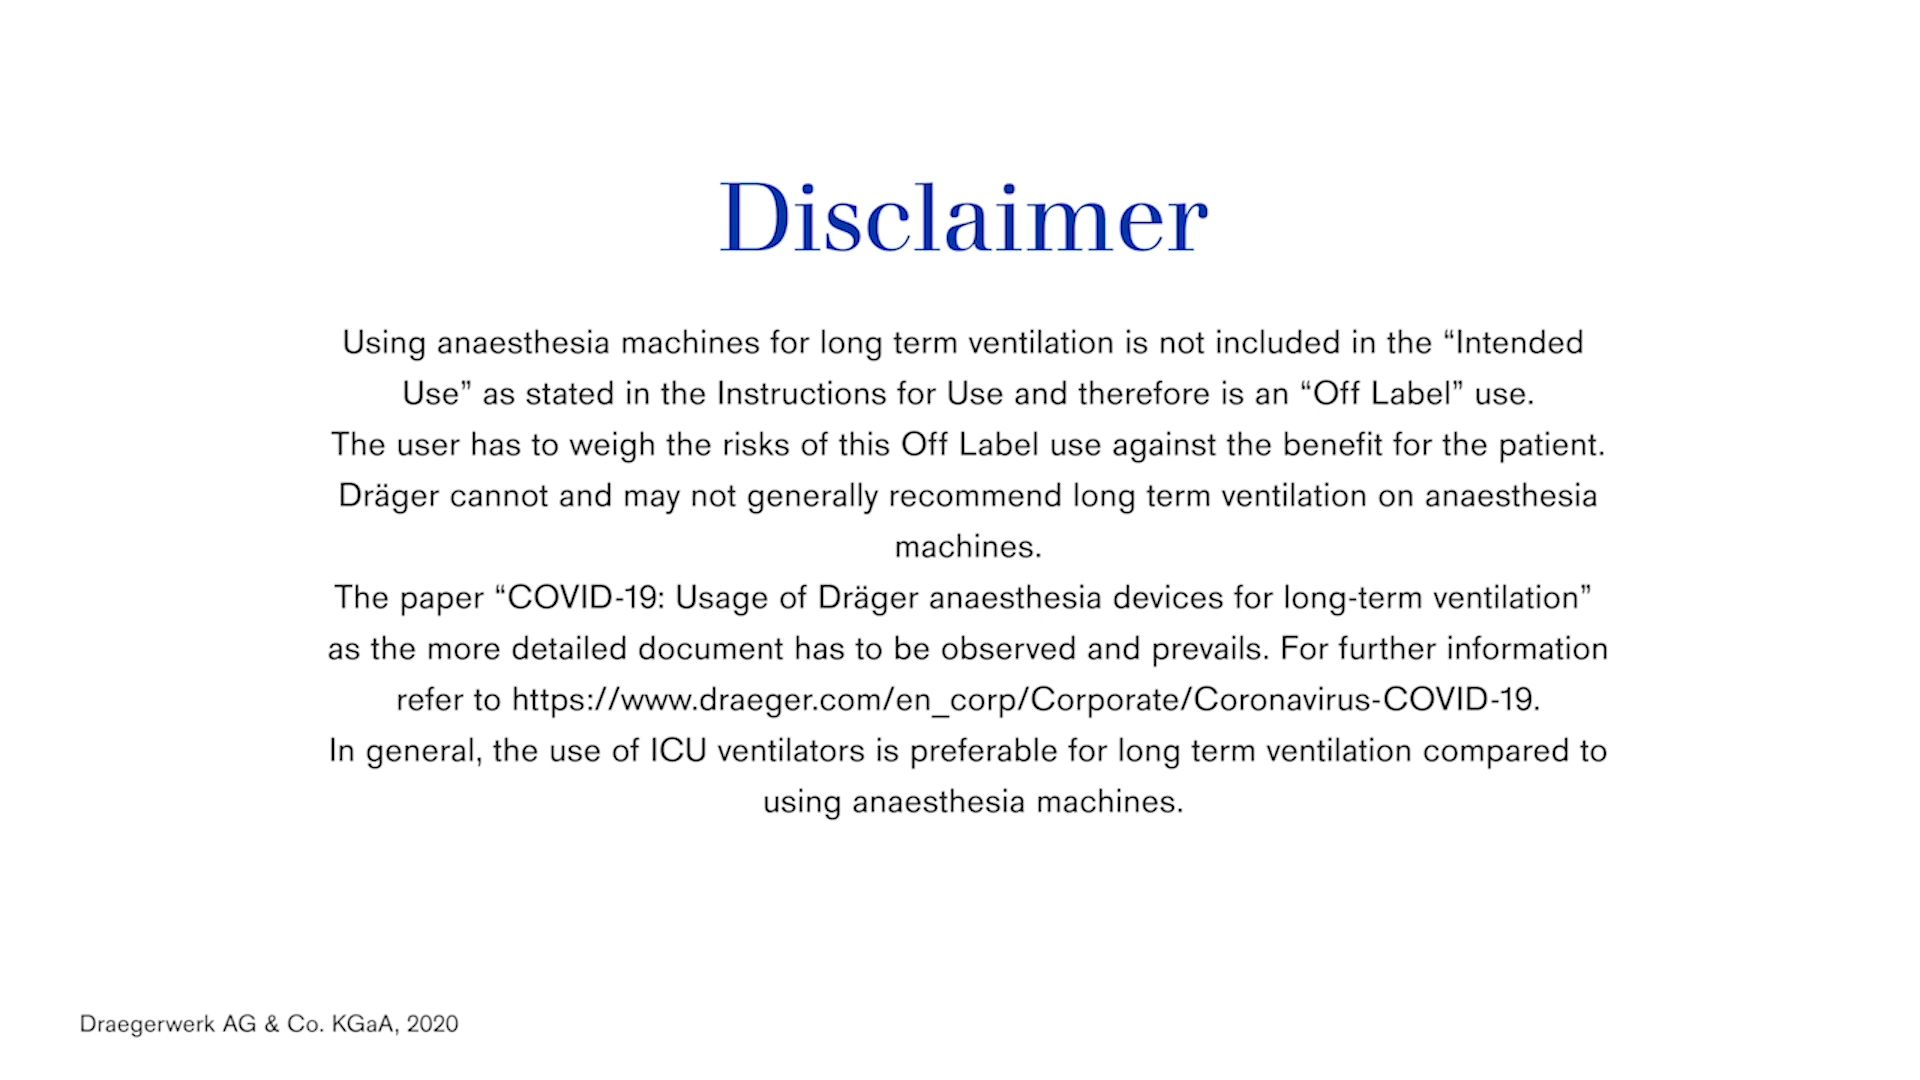 Disclaimer
Using anaesthesia machines for long term ventilation is not included in the “Intended
Use” as stated in the Instructions for Use and therefore is an “Off Label” use.
The user has to weigh the risks of this Off Label use against the benefit for the patient.
Dräger cannot and may not generally recommend long term ventilation on anaesthesia
machines.
The paper “COVID-19: Usage of Dräger anaesthesia devices for long-term ventilation”
as the more detailed document has to be observed and prevails. For further information
refer to https://www.draeger.com/en_corp/Corporate/Coronavirus-COVID-19.
In general, the use of ICU ventilators is preferable for long term ventilation compared to
using anaesthesia machines.
Draegerwerk AG & Co. KGaA, 2020